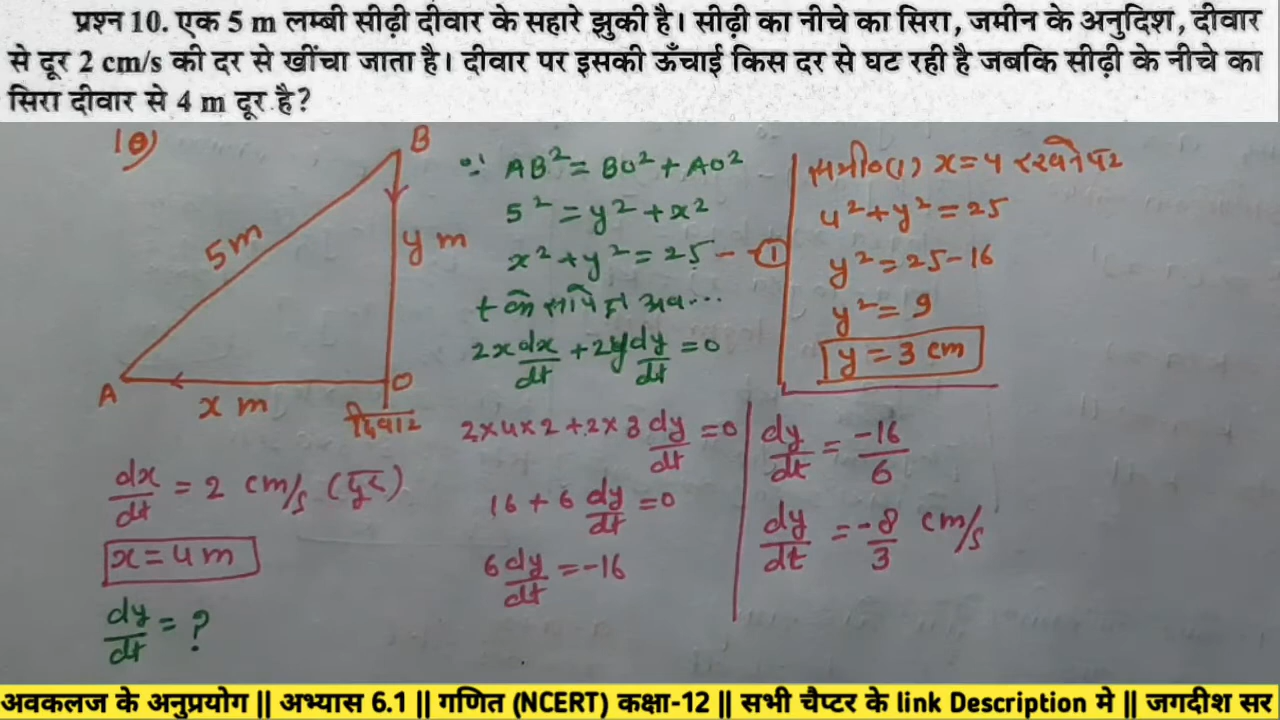 प्रश्न 10. एक 5 m लम्बी सीढ़ी दीवार के सहारे झुकी है। सीढ़ी का नीचे का सिरा, जमीन के अनुदिश, दीवार
से दूर 2 cm/s की दर से खींचा जाता है। दीवार पर इसकी ऊँचाई किस दर से घट रही है जबकि सीढ़ी के नीचे का
सिरा दीवार से 4 m दूर है?
10)
B
5m
y m
A
x m
O
दिवार
dx/dt = 2 cm/s (दूर)
x = 4 m
dy/dt = ?
∵ AB² = BO² + AO²
5² = y² + x²
x² + y² = 25 -- ①
t के सापेक्ष अव...
2x dx/dt + 2y dy/dt = 0
2×4×2 + 2×3 dy/dt = 0
16 + 6 dy/dt = 0
6 dy/dt = -16
समी०(1) x = 4 रखने पर
4² + y² = 25
y² = 25-16
y² = 9
y = 3 cm
dy/dt = -16/6
dy/dt = -8/3 cm/s
अवकलज के अनुप्रयोग || अभ्यास 6.1 || गणित (NCERT) कक्षा-12 || सभी चैप्टर के link Description मे || जगदीश सर